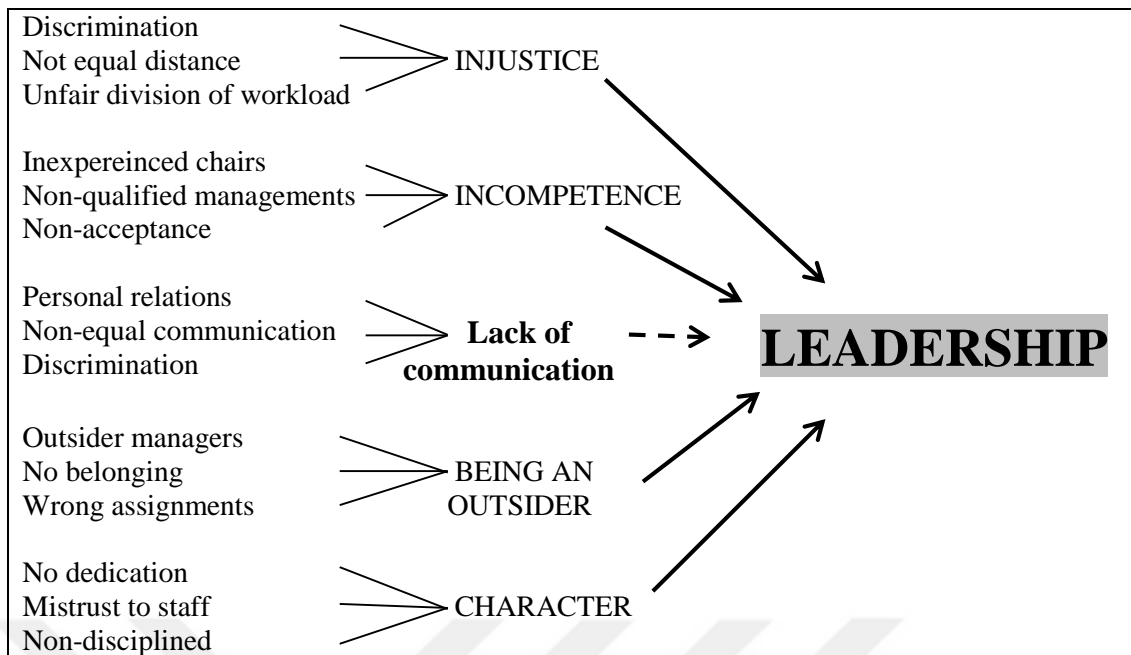 Discrimination
Not equal distance
Unfair division of workload
INJUSTICE
Inexpereinced chairs
Non-qualified managements
Non-acceptance
INCOMPETENCE
Personal relations
Non-equal communication
Discrimination
Lack of
communication
Outsider managers
No belonging
Wrong assignments
BEING AN
OUTSIDER
No dedication
Mistrust to staff
Non-disciplined
CHARACTER
LEADERSHIP